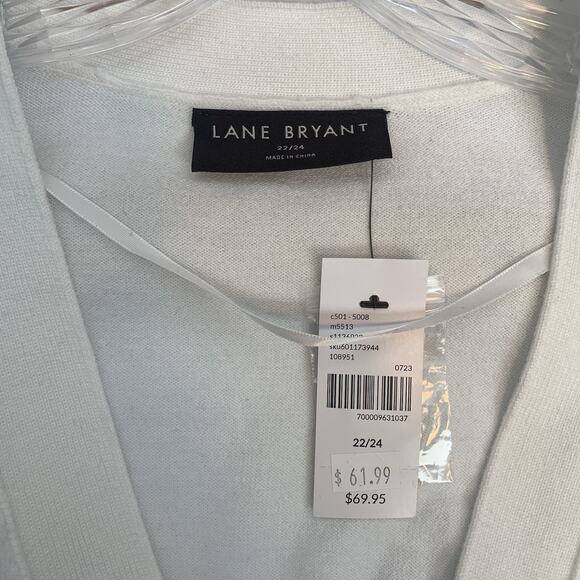 LANE BRYANT
22/24
MADE IN CHINA
c501 - 5008
m5513
sku601173944
108951
0723
700009631037
22/24
$ 61.99
$69.95